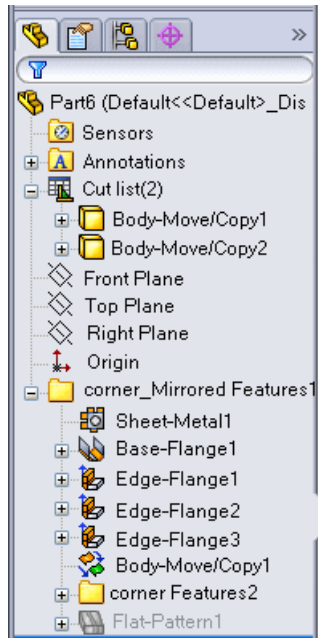 Part6 (Default<<Default>_Dis
Sensors
Annotations
Cut list(2)
Body-Move/Copy1
Body-Move/Copy2
Front Plane
Top Plane
Right Plane
Origin
corner_Mirrored Features1
Sheet-Metal1
Base-Flange1
Edge-Flange1
Edge-Flange2
Edge-Flange3
Body-Move/Copy1
corner Features2
Flat-Pattern1